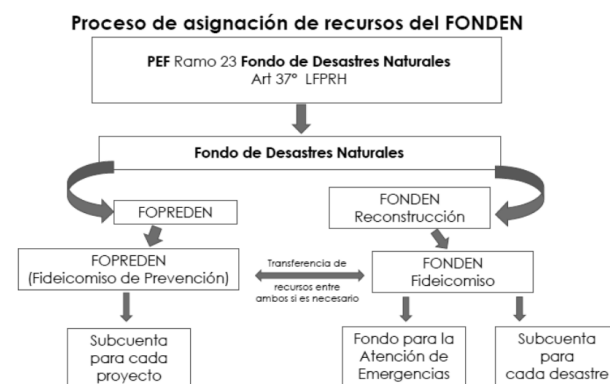 Proceso de asignación de recursos del FONDEN
PEF Ramo 23 Fondo de Desastres Naturales
Art 37° LFPRH
Fondo de Desastres Naturales
FOPREDEN
FONDEN
Reconstrucción
FOPREDEN
(Fideicomiso de Prevención)
Transferencia de
recursos entre
ambos si es necesario
FONDEN
Fideicomiso
Subcuenta
para cada
proyecto
Fondo para la
Atención de
Emergencias
Subcuenta
para
cada desastre